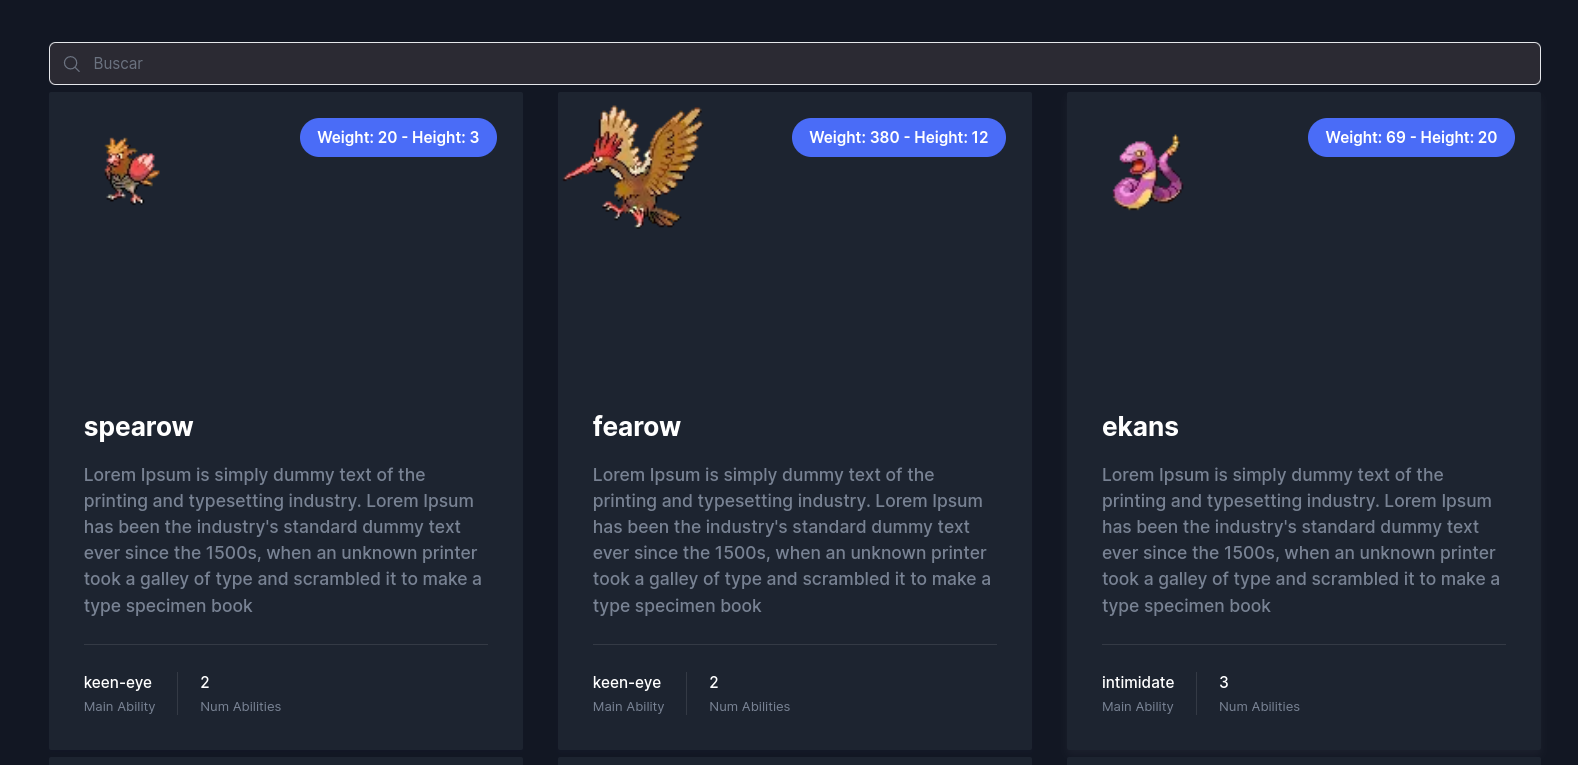 Buscar
Weight: 20 - Height: 3
spearow
Lorem Ipsum is simply dummy text of the
printing and typesetting industry. Lorem Ipsum
has been the industry's standard dummy text
ever since the 1500s, when an unknown printer
took a galley of type and scrambled it to make a
type specimen book
keen-eye
Main Ability
2
Num Abilities
Weight: 380 - Height: 12
fearow
Lorem Ipsum is simply dummy text of the
printing and typesetting industry. Lorem Ipsum
has been the industry's standard dummy text
ever since the 1500s, when an unknown printer
took a galley of type and scrambled it to make a
type specimen book
keen-eye
Main Ability
2
Num Abilities
Weight: 69 - Height: 20
ekans
Lorem Ipsum is simply dummy text of the
printing and typesetting industry. Lorem Ipsum
has been the industry's standard dummy text
ever since the 1500s, when an unknown printer
took a galley of type and scrambled it to make a
type specimen book
intimidate
Main Ability
3
Num Abilities